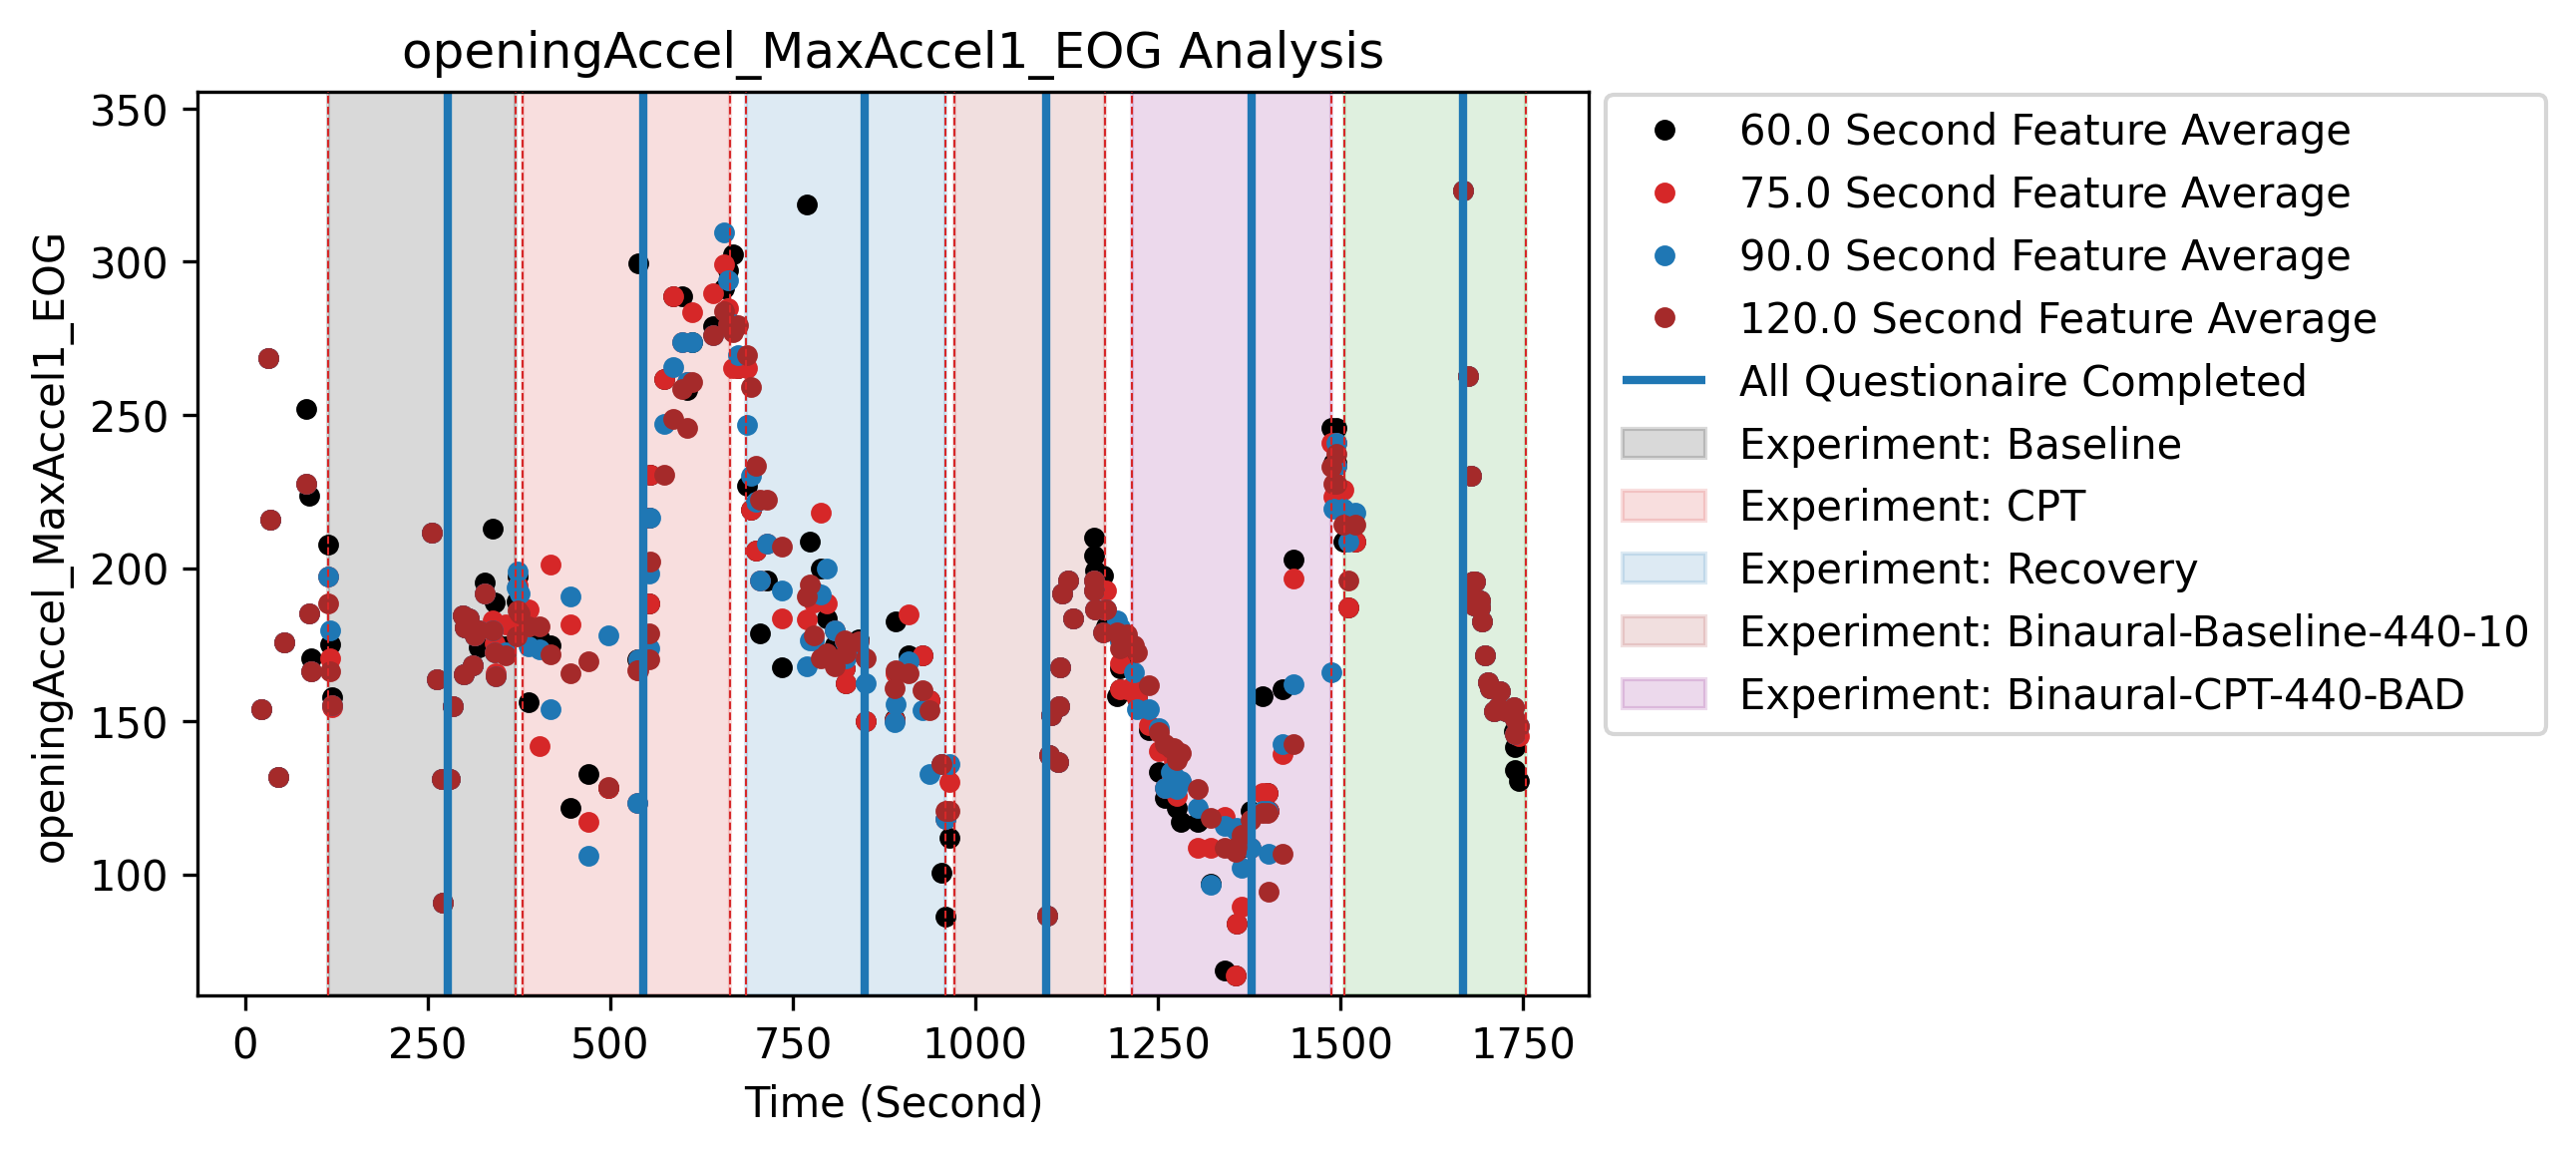 openingAccel_MaxAccel1_EOG Analysis
openingAccel_MaxAccel1_EOG
350
300
250
200
150
100
0 250 500 750 1000 1250 1500 1750
Time (Second)
60.0 Second Feature Average
75.0 Second Feature Average
90.0 Second Feature Average
120.0 Second Feature Average
All Questionaire Completed
Experiment: Baseline
Experiment: CPT
Experiment: Recovery
Experiment: Binaural-Baseline-440-10
Experiment: Binaural-CPT-440-BAD